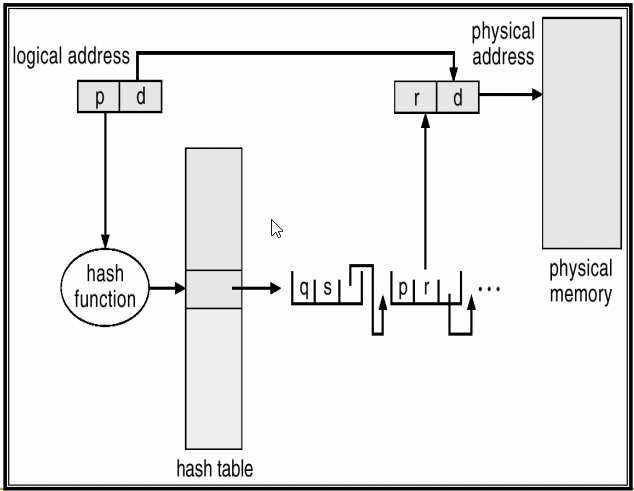 logical address
physical
address
p d
r d
hash
function
q s
p r
...
physical
memory
hash table